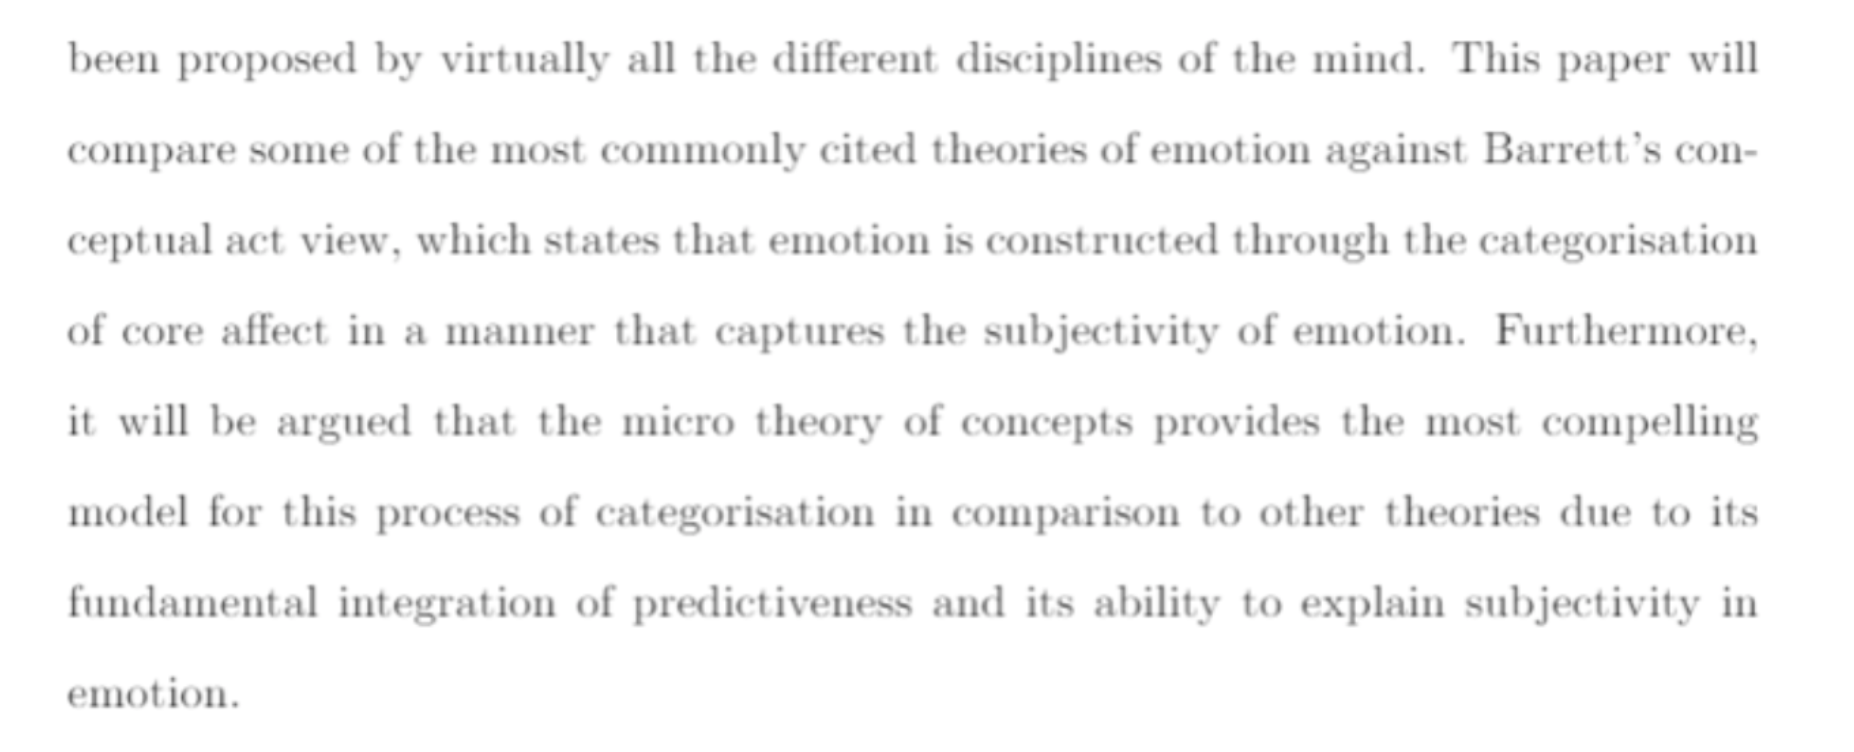 been proposed by virtually all the different disciplines of the mind. This paper will
compare some of the most commonly cited theories of emotion against Barrett's con-
ceptual act view, which states that emotion is constructed through the categorisation
of core affect in a manner that captures the subjectivity of emotion. Furthermore,
it will be argued that the micro theory of concepts provides the most compelling
model for this process of categorisation in comparison to other theories due to its
fundamental integration of predictiveness and its ability to explain subjectivity in
emotion.